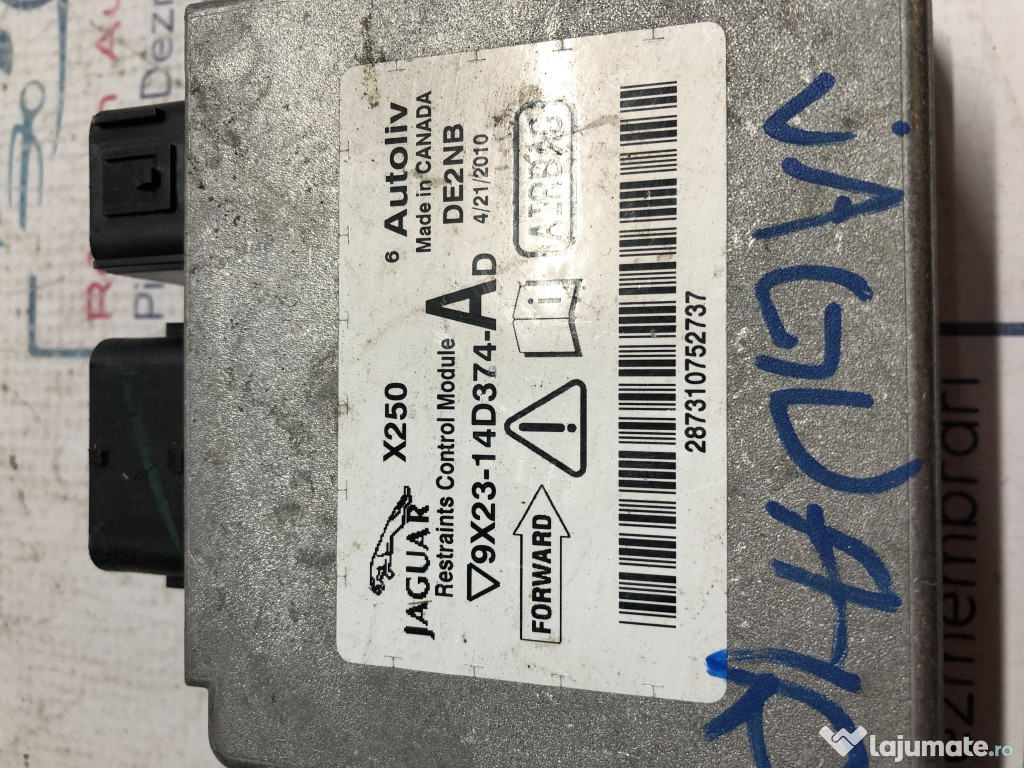 JAGUAR X250 6 Autoliv
Restraints Control Module Made in CANADA
9X23-14D374-AD DE2NB
4/21/2010
FORWARD i AIRBAG
287310752737
JAGUAR
Lajumate.ro